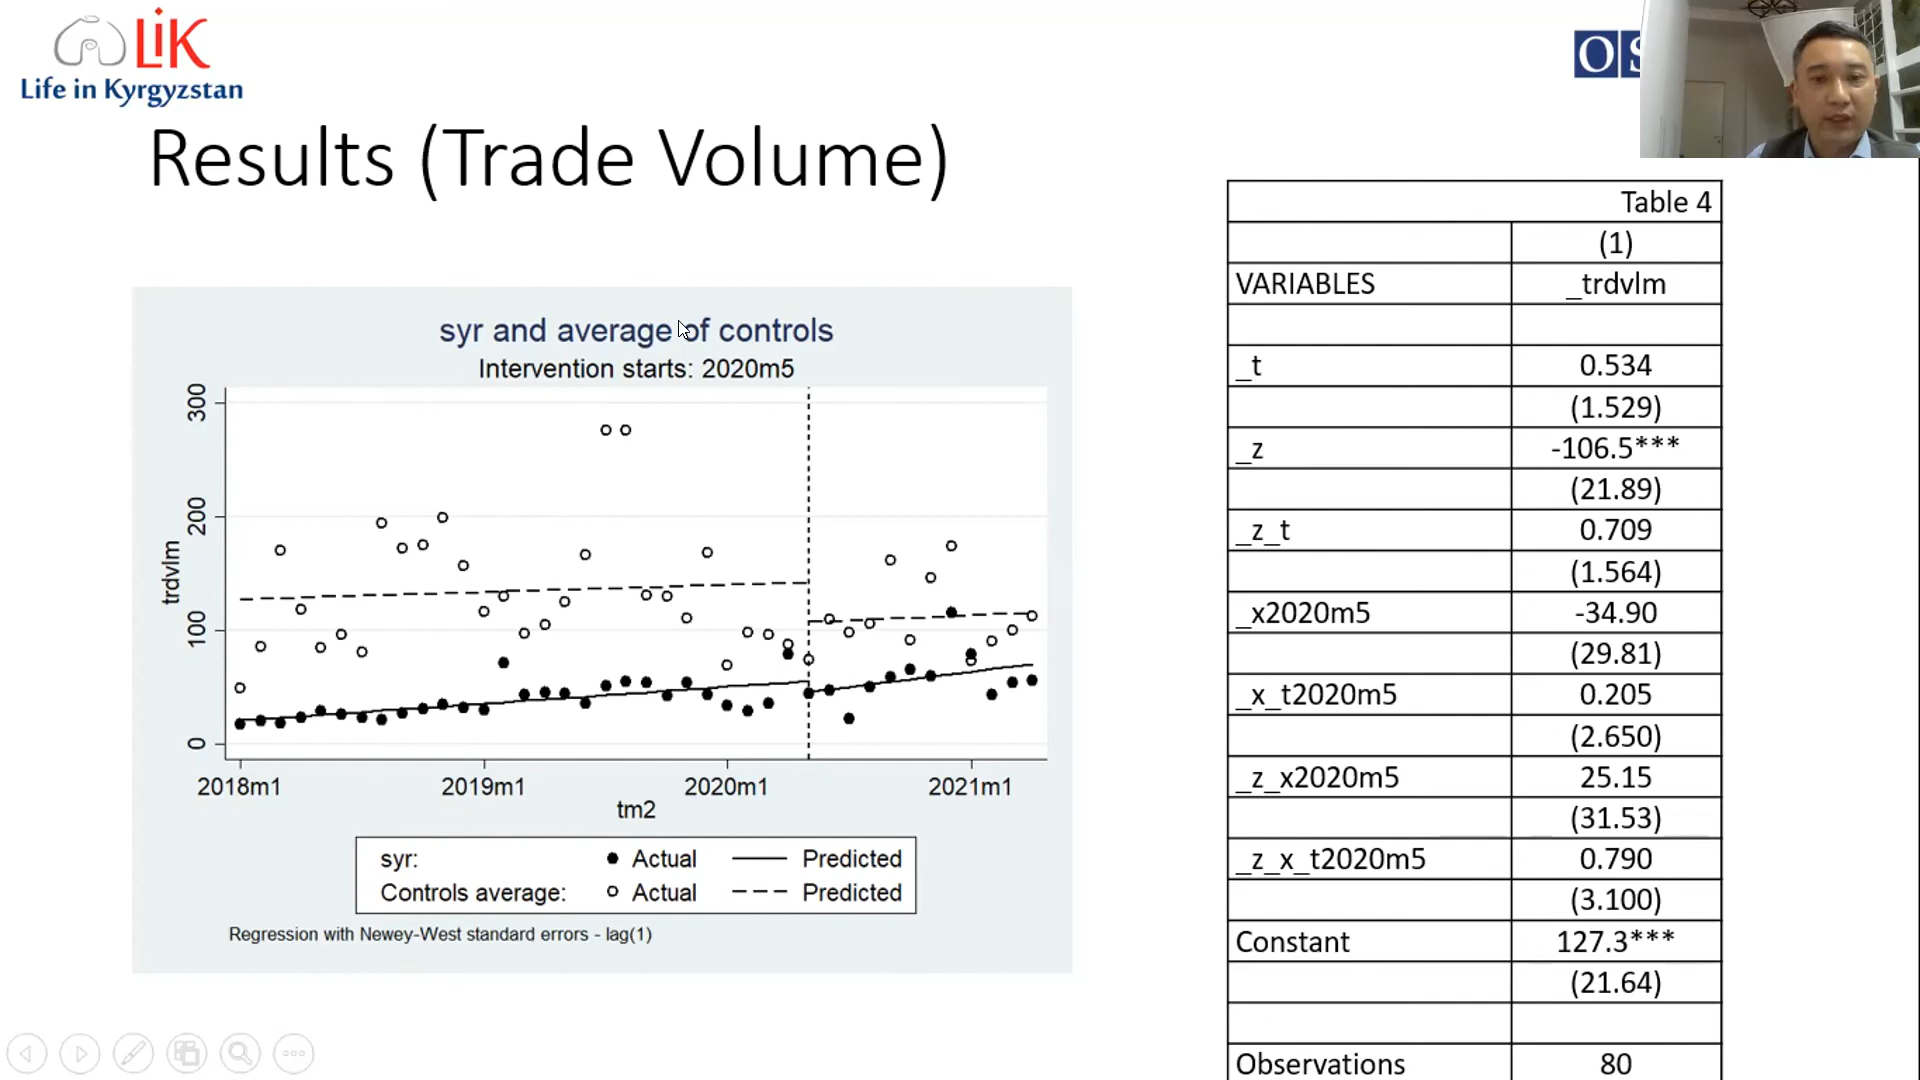 LiK
Life in Kyrgyzstan
OS
Results (Trade Volume)
syr and average of controls
Intervention starts: 2020m5
trdvlm
300
200
100
0
2018m1
2019m1
2020m1
2021m1
tm2
syr: Actual Predicted
Controls average: Actual Predicted
Regression with Newey-West standard errors - lag(1)
Table 4
(1)
VARIABLES _trdvlm
_t 0.534
(1.529)
_z -106.5***
(21.89)
_z_t 0.709
(1.564)
_x2020m5 -34.90
(29.81)
_x_t2020m5 0.205
(2.650)
_z_x2020m5 25.15
(31.53)
_z_x_t2020m5 0.790
(3.100)
Constant 127.3***
(21.64)
Observations 80